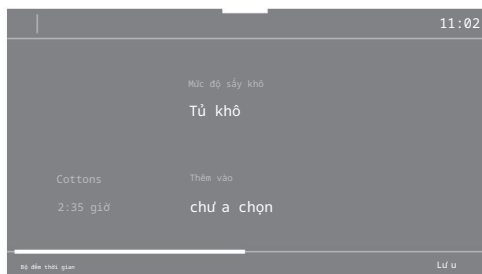 11:02
Mức độ sấy khô
Tủ khô
Cottons
Thêm vào
2:35 giờ
chư a chọn
Bộ đếm thời gian
Lư u